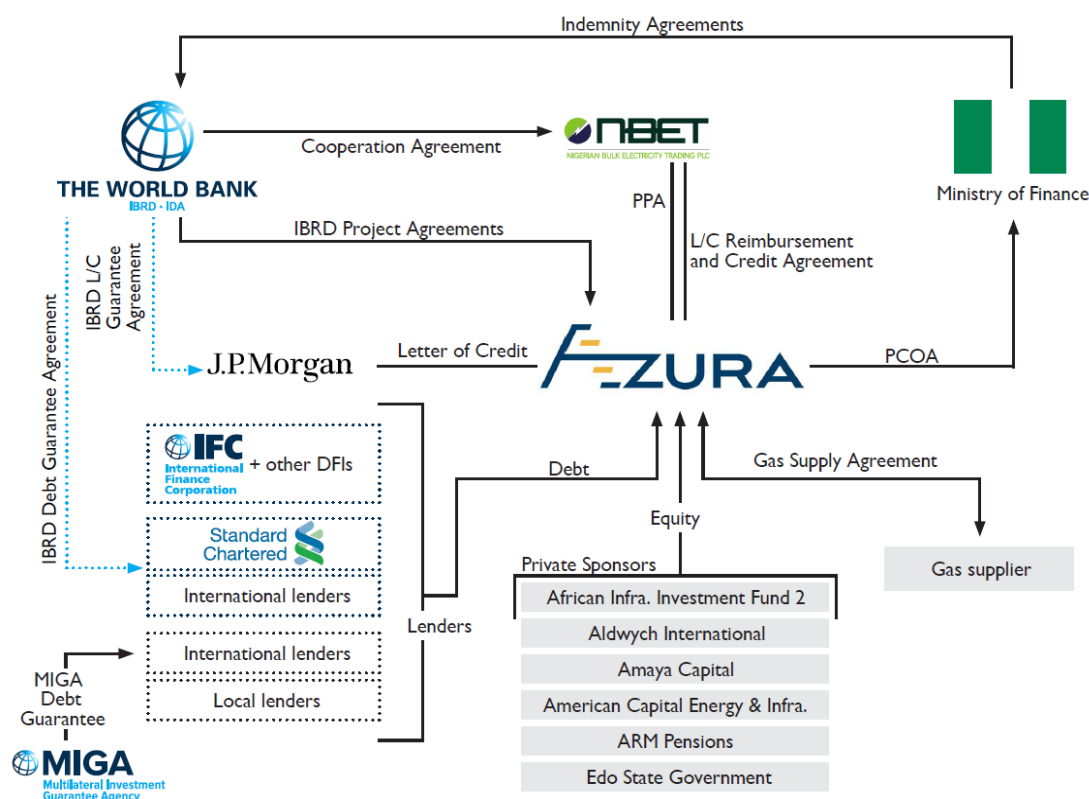 Indemnity Agreements
THE WORLD BANK
IBRD · IDA
Cooperation Agreement
NBET
NIGERIAN BULK ELECTRICITY TRADING PLC
Ministry of Finance
IBRD Project Agreements
PPA
L/C Reimbursement
and Credit Agreement
IBRD L/C
Guarantee
Agreement
IBRD Debt Guarantee Agreement
J.P.Morgan
Letter of Credit
AZURA
PCOA
IFC
International
Finance
Corporation
+ other DFIs
Debt
Gas Supply Agreement
Standard
Chartered
Equity
Private Sponsors
Gas supplier
International lenders
African Infra. Investment Fund 2
Lenders
Aldwych International
International lenders
Amaya Capital
MIGA
Debt
Guarantee
Local lenders
American Capital Energy & Infra.
ARM Pensions
MIGA
Multilateral Investment
Guarantee Agency
Edo State Government